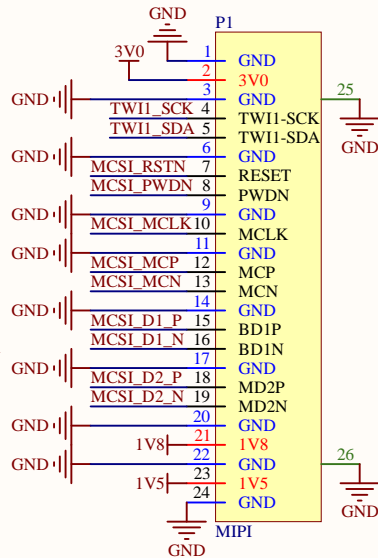 P1
GND
3V0
1 GND
2 3V0
GND 3 GND 25
TWI1_SCK 4 TWI1-SCK
TWI1_SDA 5 TWI1-SDA
GND
GND 6 GND
MCSI_RSTN 7 RESET
MCSI_PWDN 8 PWDN
GND 9 GND
MCSI_MCLK 10 MCLK
GND 11 GND
MCSI_MCP 12 MCP
MCSI_MCN 13 MCN
GND 14 GND
MCSI_D1_P 15 BD1P
MCSI_D1_N 16 BD1N
GND 17 GND
MCSI_D2_P 18 MD2P
MCSI_D2_N 19 MD2N
GND 20 GND
1V8 21 1V8
GND 22 GND 26
1V5 23 1V5
24 GND
GND
MIPI
GND